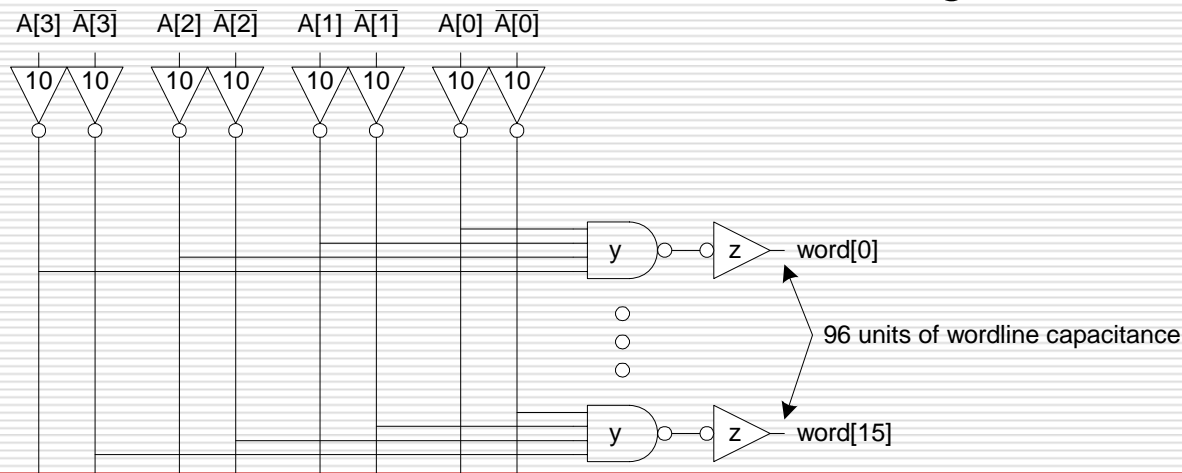 A[3] A̅[̅3̅]̅ A[2] A̅[̅2̅]̅ A[1] A̅[̅1̅]̅ A[0] A̅[̅0̅]̅
10 10 10 10 10 10 10 10
y z word[0]
96 units of wordline capacitance
y z word[15]